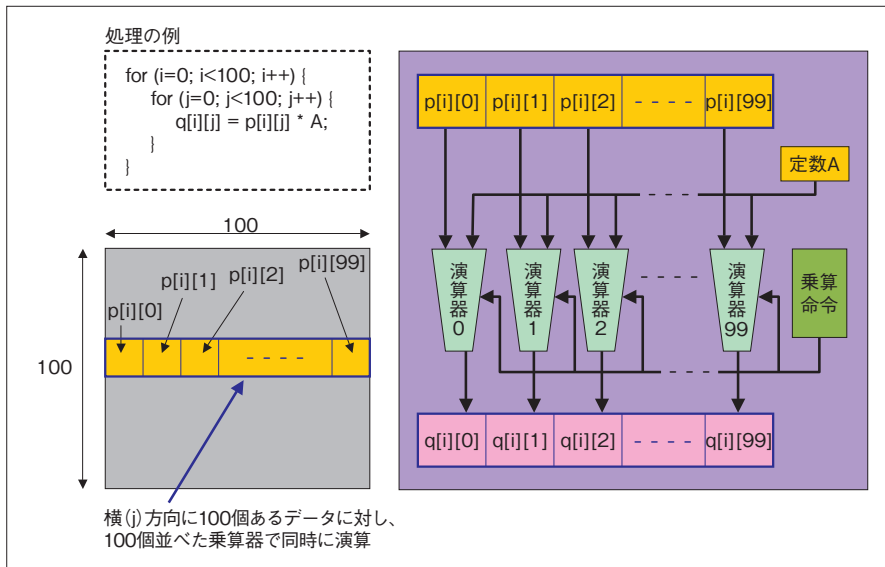 処理の例
for (i=0; i<100; i++) {
for (j=0; j<100; j++) {
q[i][j] = p[i][j] * A;
}
}
100
100
p[i][0]
p[i][1]
p[i][2]
p[i][99]
- - - -
横(j)方向に100個あるデータに対し、
100個並べた乗算器で同時に演算
p[i][0] p[i][1] p[i][2] - - - - p[i][99]
定数A
演算器0
演算器1
演算器2
演算器99
乗算
命令
q[i][0] q[i][1] q[i][2] - - - - q[i][99]